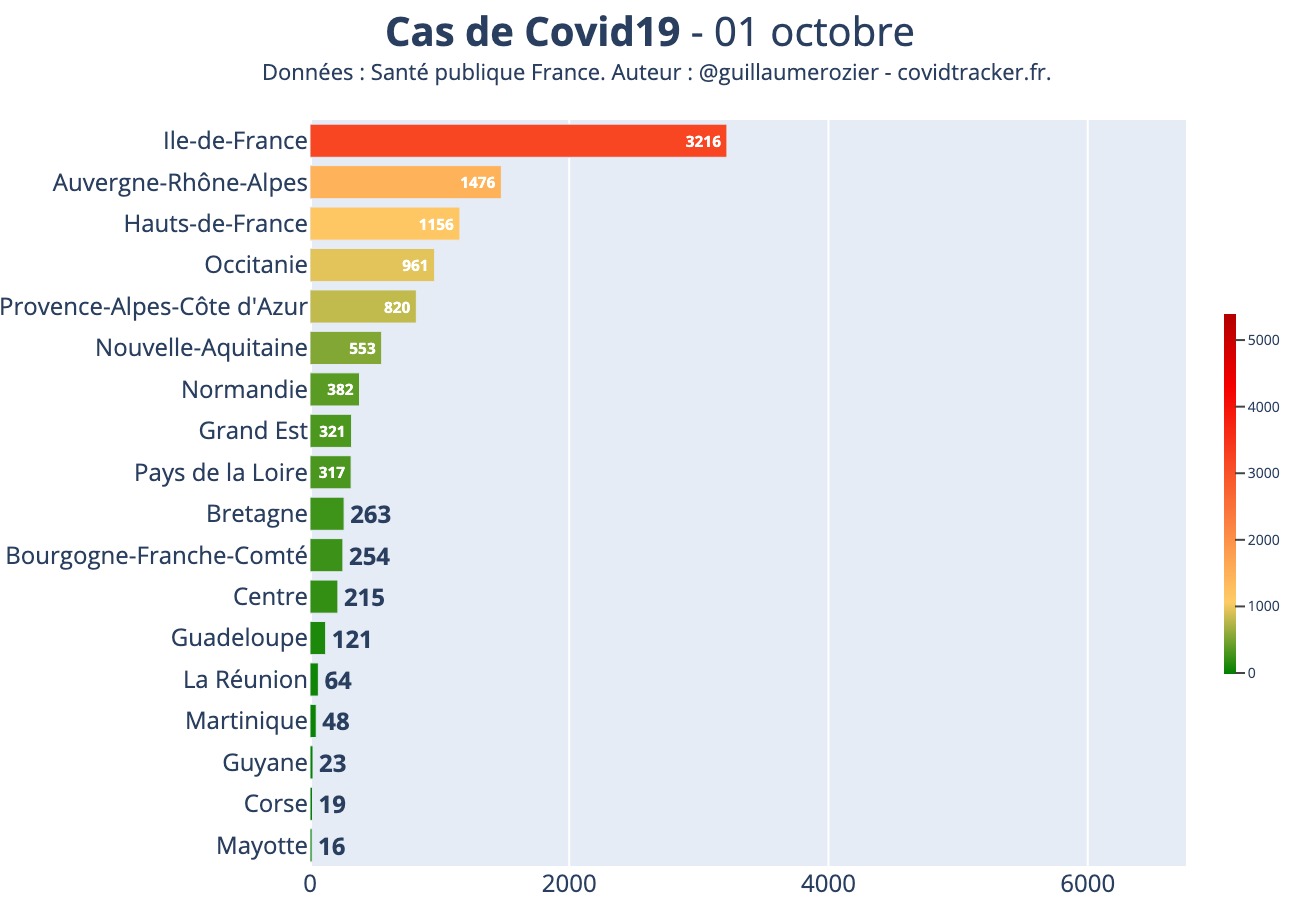 Cas de Covid19 - 01 octobre
Données : Santé publique France. Auteur : @guillaumerozier - covidtracker.fr.
Ile-de-France 3216
Auvergne-Rhône-Alpes 1476
Hauts-de-France 1156
Occitanie 961
Provence-Alpes-Côte d'Azur 820
Nouvelle-Aquitaine 553
Normandie 382
Grand Est 321
Pays de la Loire 317
Bretagne 263
Bourgogne-Franche-Comté 254
Centre 215
Guadeloupe 121
La Réunion 64
Martinique 48
Guyane 23
Corse 19
Mayotte 16
0 2000 4000 6000
5000
4000
3000
2000
1000
0